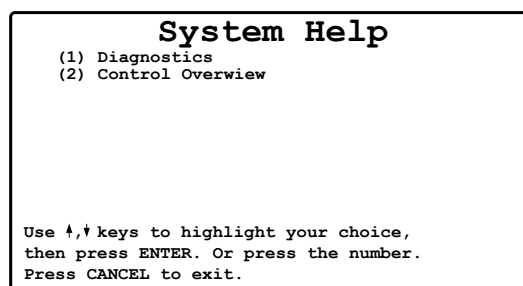 System Help
(1) Diagnostics
(2) Control Overwiew
Use ↑,↓ keys to highlight your choice,
then press ENTER. Or press the number.
Press CANCEL to exit.